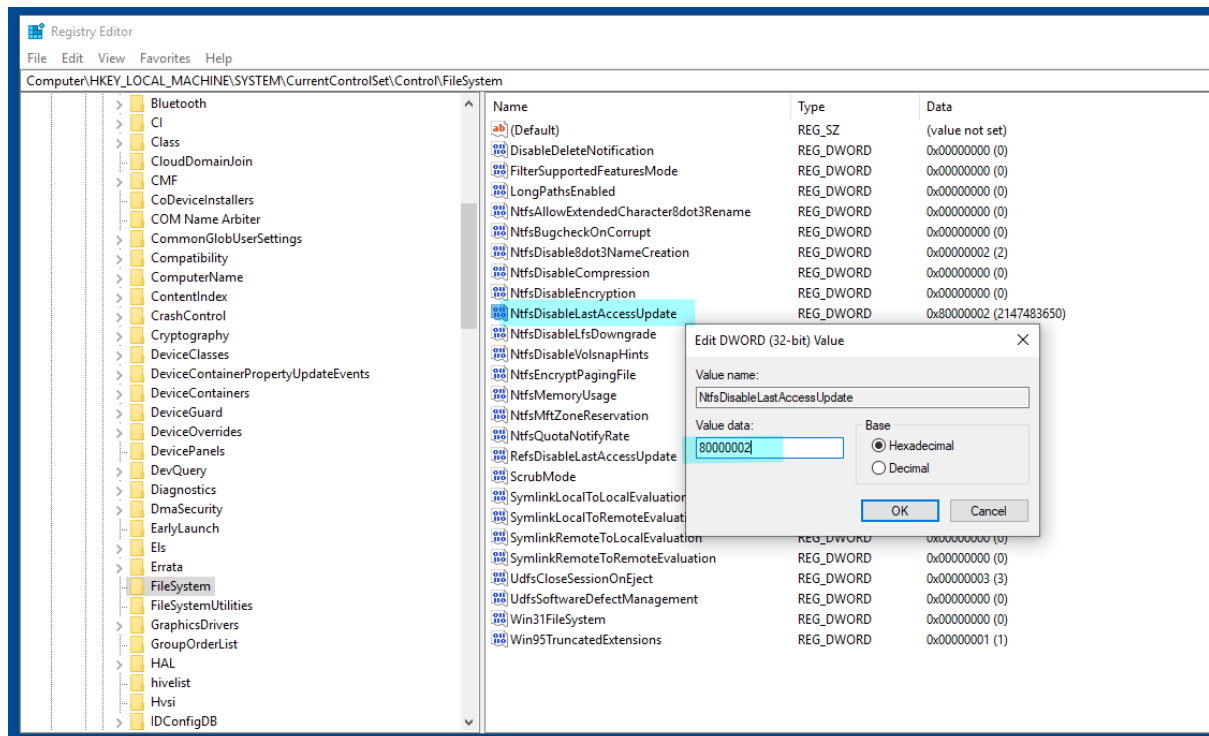 Registry Editor
File Edit View Favorites Help
Computer\HKEY_LOCAL_MACHINE\SYSTEM\CurrentControlSet\Control\FileSystem
Bluetooth
CI
Class
CloudDomainJoin
CMF
CoDeviceInstallers
COM Name Arbiter
CommonGlobUserSettings
Compatibility
ComputerName
ContentIndex
CrashControl
Cryptography
DeviceClasses
DeviceContainerPropertyUpdateEvents
DeviceContainers
DeviceGuard
DeviceOverrides
DevicePanels
DevQuery
Diagnostics
DmaSecurity
EarlyLaunch
Els
Errata
FileSystem
FileSystemUtilities
GraphicsDrivers
GroupOrderList
HAL
hivelist
Hvsi
IDConfigDB
Name Type Data
ab (Default) REG_SZ (value not set)
DisableDeleteNotification REG_DWORD 0x00000000 (0)
FilterSupportedFeaturesMode REG_DWORD 0x00000000 (0)
LongPathsEnabled REG_DWORD 0x00000000 (0)
NtfsAllowExtendedCharacter8dot3Rename REG_DWORD 0x00000000 (0)
NtfsBugcheckOnCorrupt REG_DWORD 0x00000000 (0)
NtfsDisable8dot3NameCreation REG_DWORD 0x00000002 (2)
NtfsDisableCompression REG_DWORD 0x00000000 (0)
NtfsDisableEncryption REG_DWORD 0x00000000 (0)
NtfsDisableLastAccessUpdate REG_DWORD 0x80000002 (2147483650)
NtfsDisableLfsDowngrade
NtfsDisableVolsnapHints
NtfsEncryptPagingFile
NtfsMemoryUsage
NtfsMftZoneReservation
NtfsQuotaNotifyRate
RefsDisableLastAccessUpdate
ScrubMode
SymlinkLocalToLocalEvaluation
SymlinkLocalToRemoteEvaluati
SymlinkRemoteToLocalEvaluation REG_DWORD 0x00000000 (0)
SymlinkRemoteToRemoteEvaluation REG_DWORD 0x00000000 (0)
UdfsCloseSessionOnEject REG_DWORD 0x00000003 (3)
UdfsSoftwareDefectManagement REG_DWORD 0x00000000 (0)
Win31FileSystem REG_DWORD 0x00000000 (0)
Win95TruncatedExtensions REG_DWORD 0x00000001 (1)
Edit DWORD (32-bit) Value
Value name:
NtfsDisableLastAccessUpdate
Value data:
80000002
Base
Hexadecimal
Decimal
OK Cancel